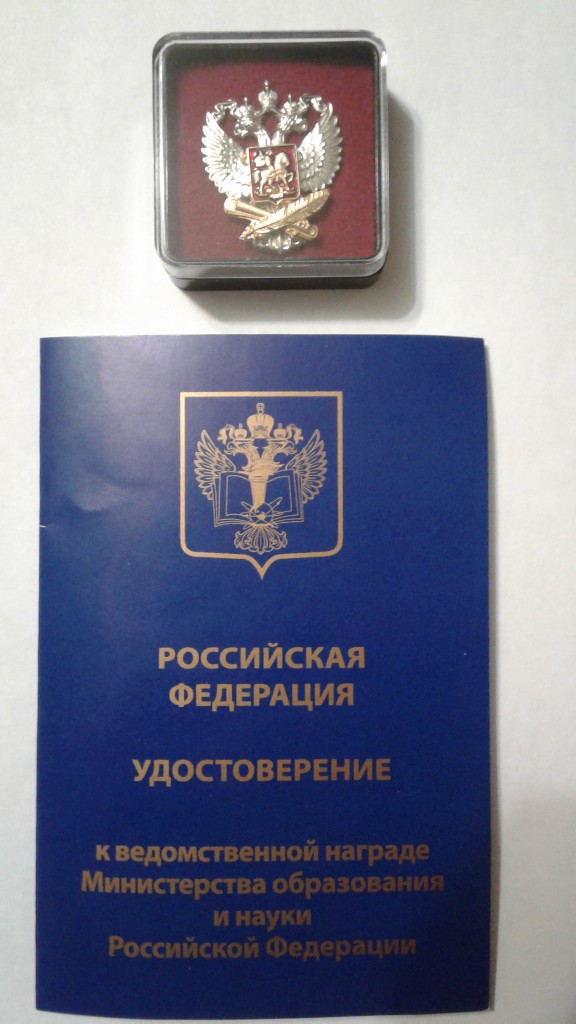 РОССИЙСКАЯ
ФЕДЕРАЦИЯ
УДОСТОВЕРЕНИЕ
к ведомственной награде
Министерства образования
и науки
Российской Федерации